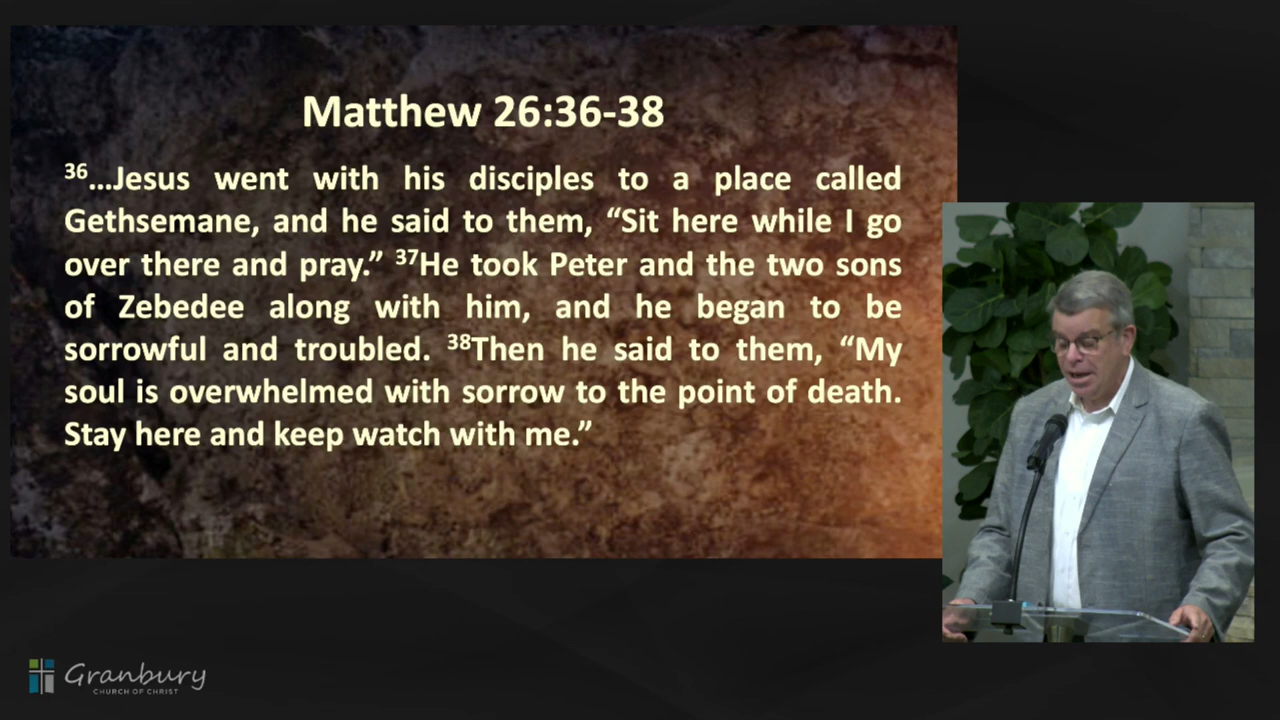 Matthew 26:36-38
36...Jesus went with his disciples to a place called
Gethsemane, and he said to them, “Sit here while I go
over there and pray.” 37He took Peter and the two sons
of Zebedee along with him, and he began to be
sorrowful and troubled. 38Then he said to them, “My
soul is overwhelmed with sorrow to the point of death.
Stay here and keep watch with me.”
Granbury
CHURCH OF CHRIST